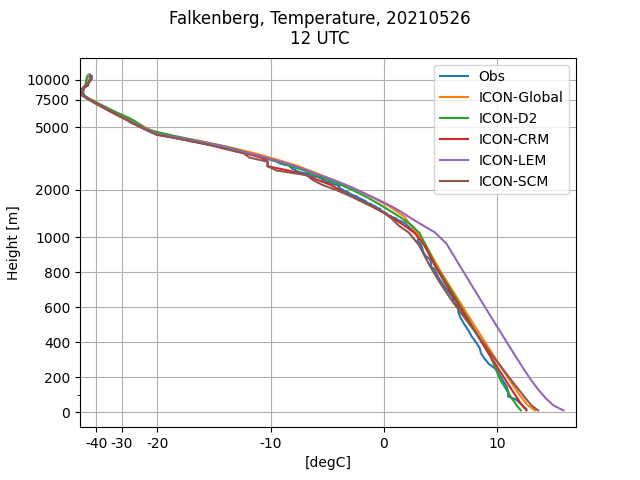 Falkenberg, Temperature, 20210526
12 UTC
Obs
ICON-Global
ICON-D2
ICON-CRM
ICON-LEM
ICON-SCM
Height [m]
10000
7500
5000
2000
1000
800
600
400
200
0
-40 -30 -20 -10 0 10
[degC]